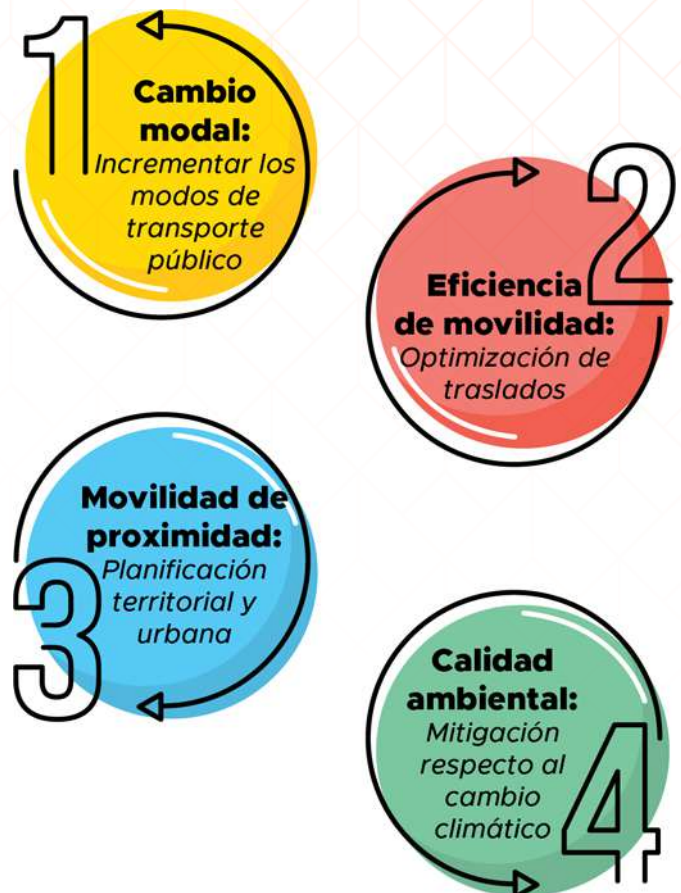 1
Cambio
modal:
Incrementar los
modos de
transporte
público
2
Eficiencia
de movilidad:
Optimización de
traslados
3
Movilidad de
proximidad:
Planificación
territorial y
urbana
4
Calidad
ambiental:
Mitigación
respecto al
cambio
climático